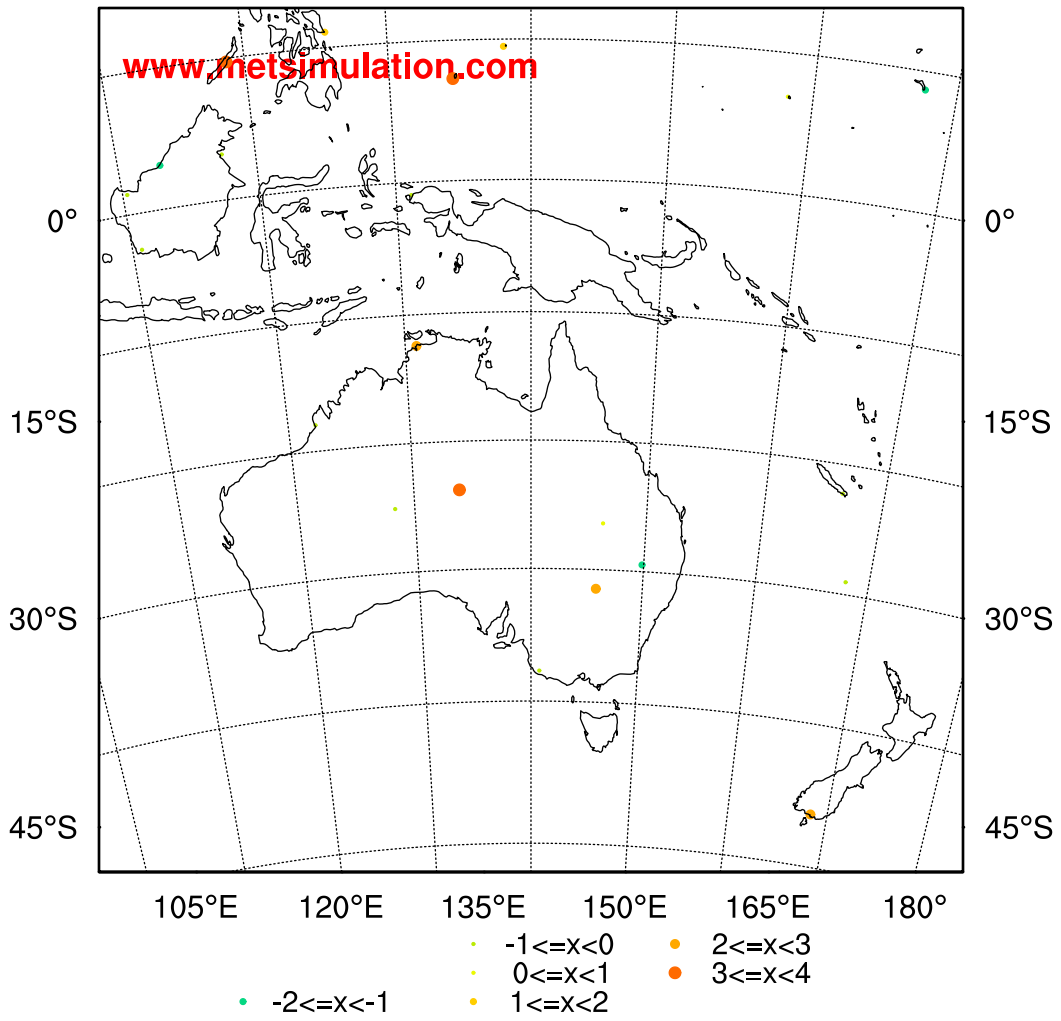 www.metsimulation.com
0° 0°
15°S 15°S
30°S 30°S
45°S 45°S
105°E 120°E 135°E 150°E 165°E 180°
-1<=x<0 2<=x<3
0<=x<1 3<=x<4
-2<=x<-1 1<=x<2